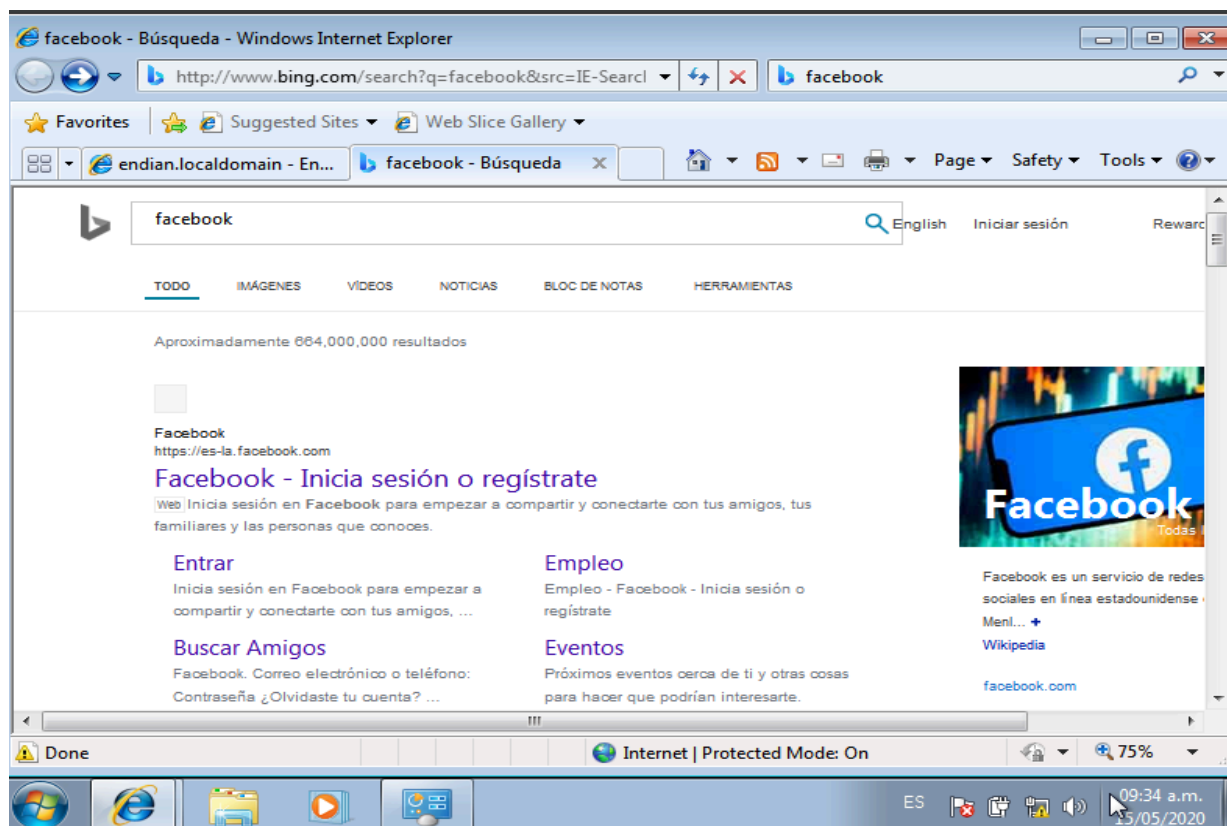 facebook - Búsqueda - Windows Internet Explorer
http://www.bing.com/search?q=facebook&src=IE-Searcl
facebook
Favorites
Suggested Sites
Web Slice Gallery
endian.localdomain - En...
facebook - Búsqueda
Page
Safety
Tools
facebook
English
Iniciar sesión
Rewarc
TODO
IMÁGENES
VÍDEOS
NOTICIAS
BLOC DE NOTAS
HERRAMIENTAS
Aproximadamente 664,000,000 resultados
Facebook
https://es-la.facebook.com
Facebook - Inicia sesión o regístrate
Web Inicia sesión en Facebook para empezar a compartir y conectarte con tus amigos, tus
familiares y las personas que conoces.
Entrar
Inicia sesión en Facebook para empezar a
compartir y conectarte con tus amigos, ...
Empleo
Empleo - Facebook - Inicia sesión o
regístrate
Buscar Amigos
Facebook. Correo electrónico o teléfono:
Contraseña ¿Olvidaste tu cuenta? ...
Eventos
Próximos eventos cerca de ti y otras cosas
para hacer que podrían interesarte.
Facebook
Todas
Facebook es un servicio de redes
sociales en línea estadounidense
Menl... +
Wikipedia
facebook.com
Done
Internet | Protected Mode: On
75%
ES
09:34 a.m.
15/05/2020